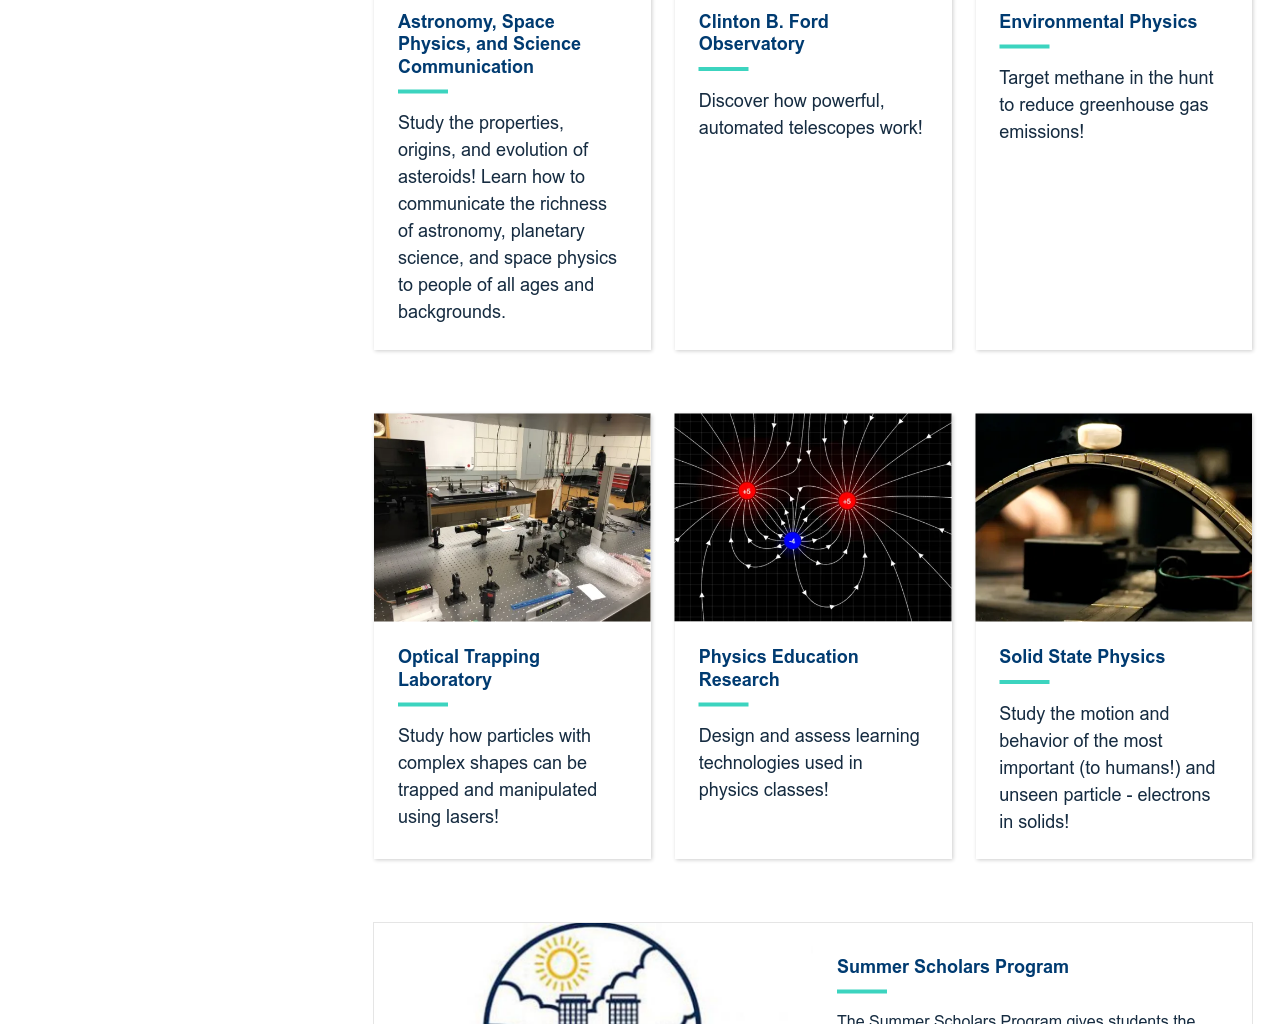 Astronomy, Space
Physics, and Science
Communication
Study the properties,
origins, and evolution of
asteroids! Learn how to
communicate the richness
of astronomy, planetary
science, and space physics
to people of all ages and
backgrounds.
Clinton B. Ford
Observatory
Discover how powerful,
automated telescopes work!
Environmental Physics
Target methane in the hunt
to reduce greenhouse gas
emissions!
+5
+5
-4
Optical Trapping
Laboratory
Study how particles with
complex shapes can be
trapped and manipulated
using lasers!
Physics Education
Research
Design and assess learning
technologies used in
physics classes!
Solid State Physics
Study the motion and
behavior of the most
important (to humans!) and
unseen particle - electrons
in solids!
Summer Scholars Program
The Summer Scholars Program gives students the